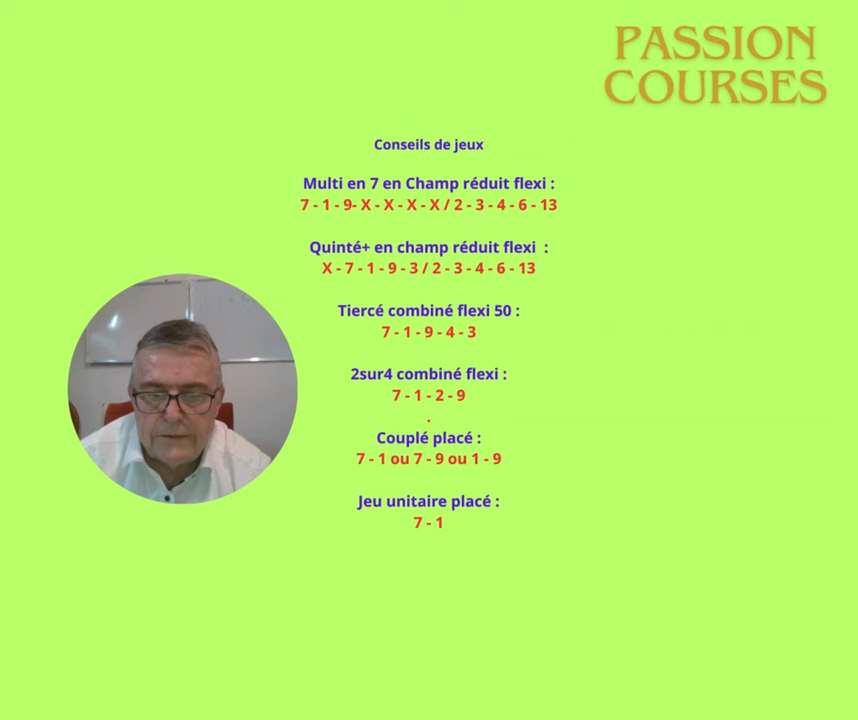 PASSION
COURSES
Conseils de jeux
Multi en 7 en Champ réduit flexi :
7 - 1 - 9- X - X - X - X / 2 - 3 - 4 - 6 - 13
Quinté+ en champ réduit flexi  :
X - 7 - 1 - 9 - 3 / 2 - 3 - 4 - 6 - 13
Tiercé combiné flexi 50 :
7 - 1 - 9 - 4 - 3
2sur4 combiné flexi :
7 - 1 - 2 - 9
.
Couplé placé :
7 - 1 ou 7 - 9 ou 1 - 9
Jeu unitaire placé :
7 - 1